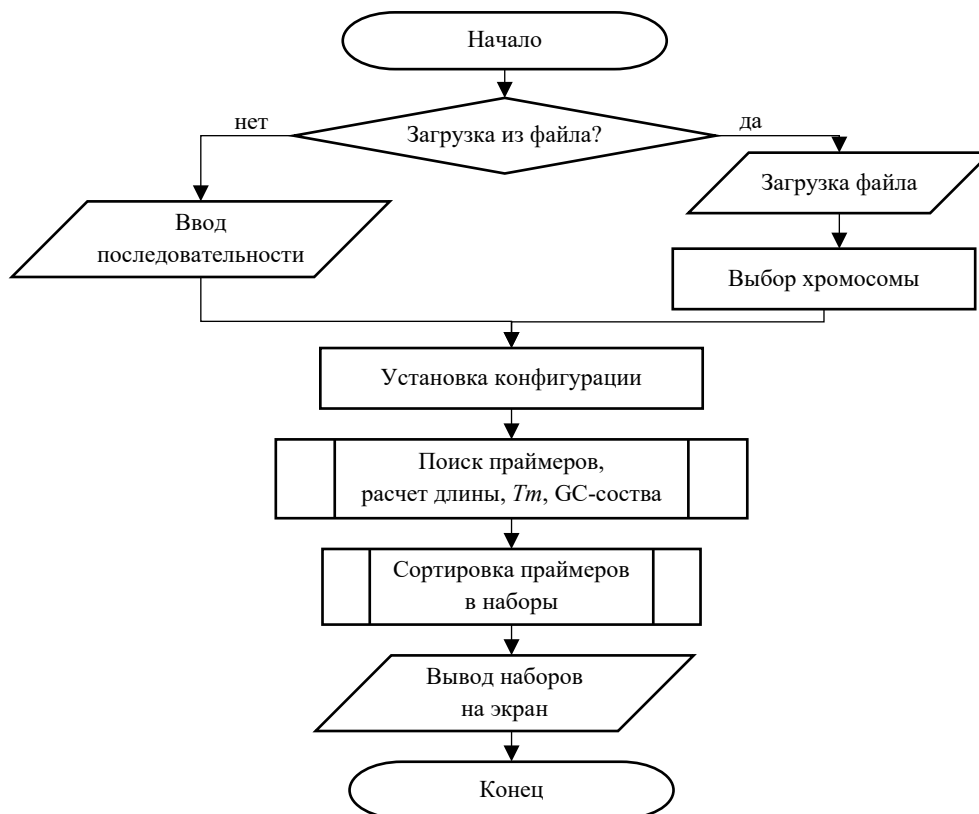 Начало
Загрузка из файла?
нет
да
Загрузка файла
Ввод
последовательности
Выбор хромосомы
Установка конфигурации
Поиск праймеров,
расчет длины, Tm, GC-соства
Сортировка праймеров
в наборы
Вывод наборов
на экран
Конец